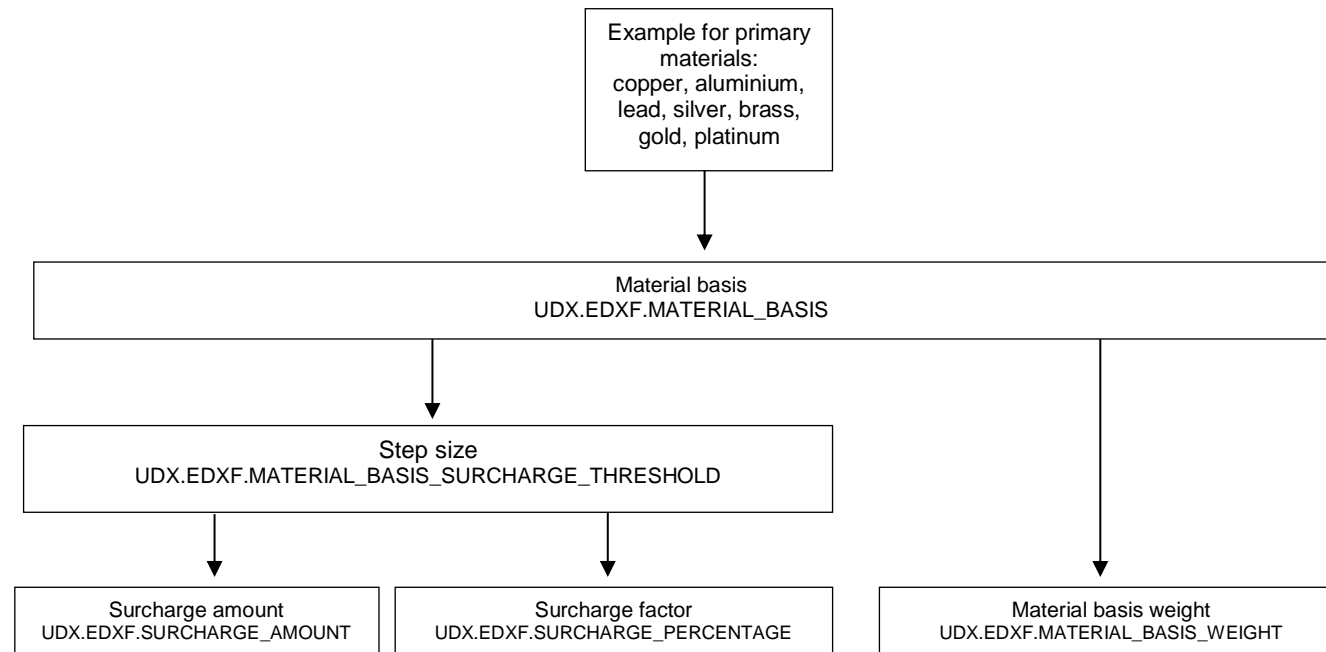 Example for primary
materials:
copper, aluminium,
lead, silver, brass,
gold, platinum
Material basis
UDX.EDXF.MATERIAL_BASIS
Step size
UDX.EDXF.MATERIAL_BASIS_SURCHARGE_THRESHOLD
Surcharge amount
UDX.EDXF.SURCHARGE_AMOUNT
Surcharge factor
UDX.EDXF.SURCHARGE_PERCENTAGE
Material basis weight
UDX.EDXF.MATERIAL_BASIS_WEIGHT